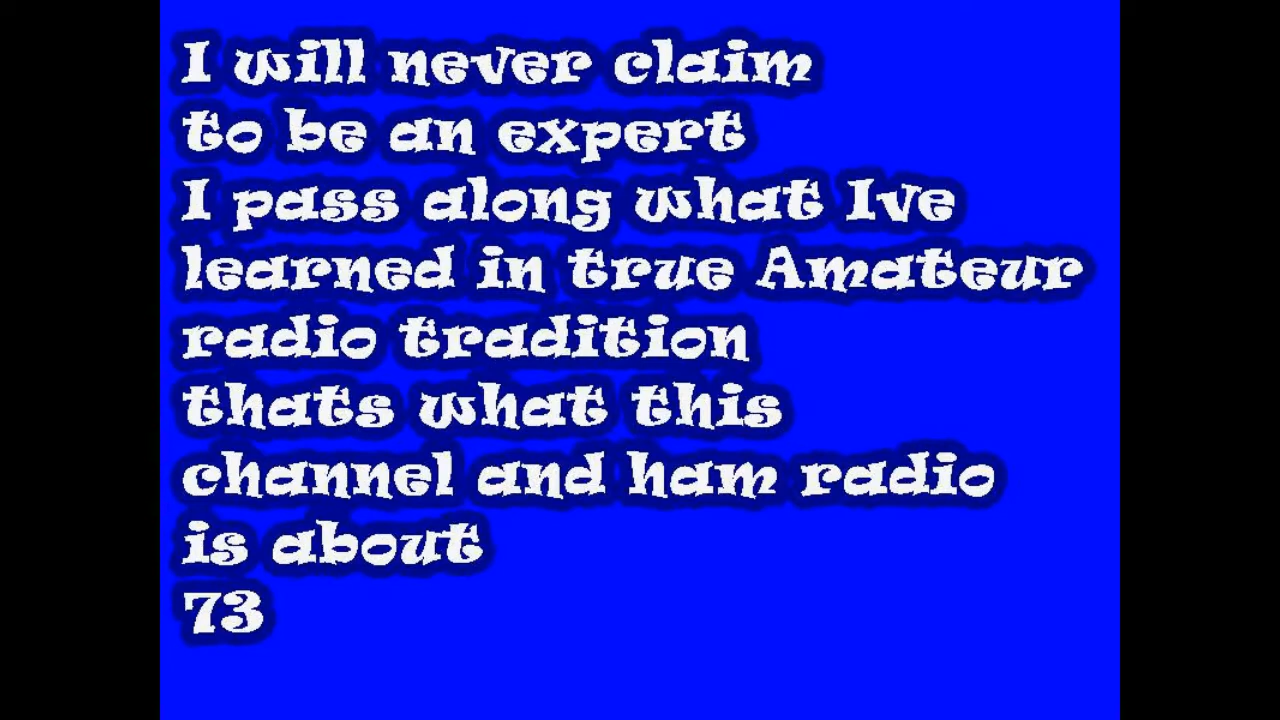 I will never claim
to be an expert
I pass along what Ive
learned in true Amateur
radio tradition
thats what this
channel and ham radio
is about
73